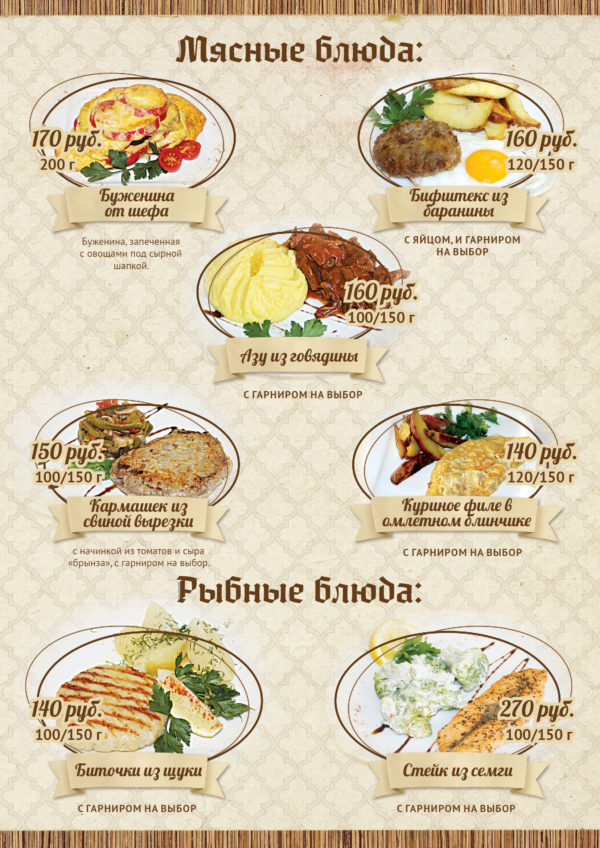 Мясные блюда:
170 руб.
200 г
Буженина
от шефа
Буженина, запеченная
с овощами под сырной
шапкой.
160 руб.
120/150 г
Бифштекс из
баранины
С ЯЙЦОМ, И ГАРНИРОМ
НА ВЫБОР
160 руб.
100/150 г
Азу из говядины
С ГАРНИРОМ НА ВЫБОР
150 руб.
100/150 г
Кармашек из
свиной вырезки
с начинкой из томатов и сыра
«брынза», с гарниром на выбор.
140 руб.
120/150 г
Куриное филе в
омлетном блинчике
С ГАРНИРОМ НА ВЫБОР
Рыбные блюда:
140 руб.
100/150 г
Биточки из щуки
С ГАРНИРОМ НА ВЫБОР
270 руб.
100/150 г
Стейк из семги
С ГАРНИРОМ НА ВЫБОР